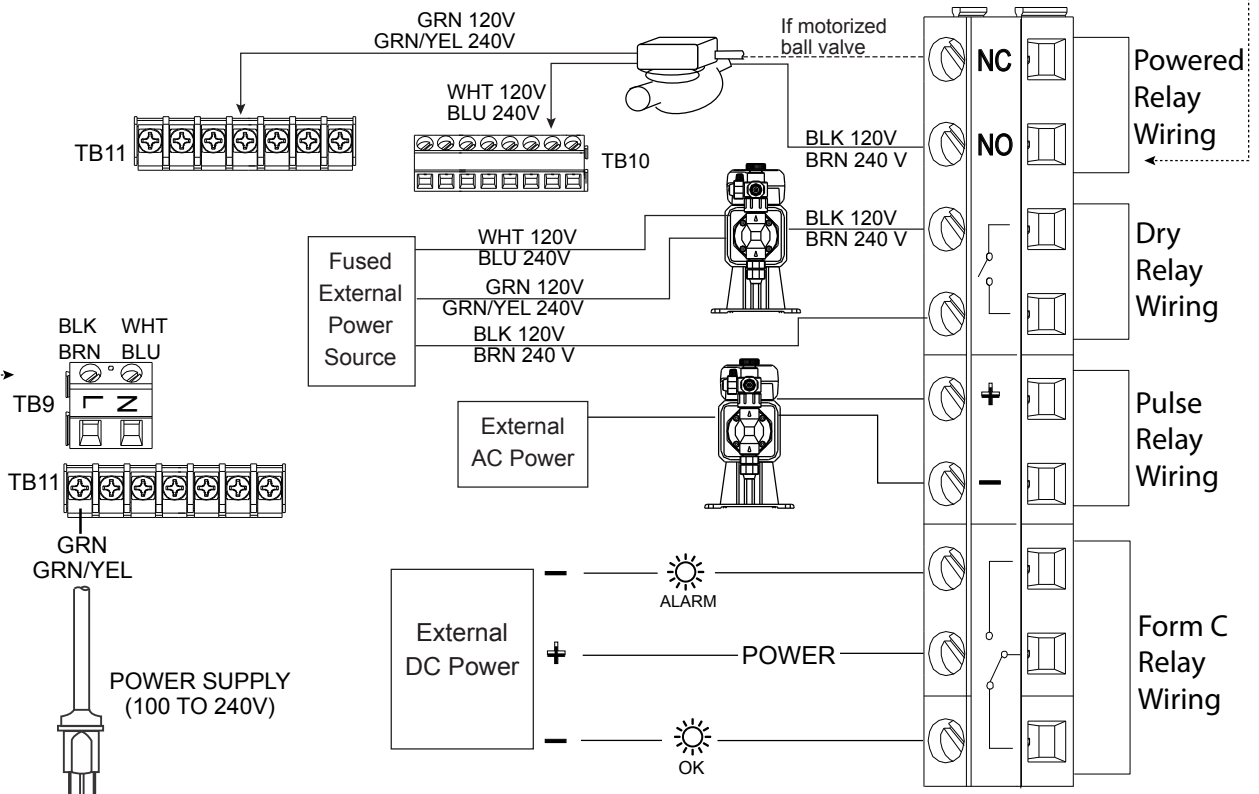 GRN 120V
GRN/YEL 240V
If motorized
ball valve
NC
Powered
Relay
Wiring
WHT 120V
BLU 240V
TB11
TB10
BLK 120V
BRN 240 V
NO
WHT 120V
BLU 240V
BLK 120V
BRN 240 V
Dry
Relay
Wiring
Fused
External
Power
Source
GRN 120V
GRN/YEL 240V
BLK 120V
BRN 240 V
BLK WHT
BRN BLU
TB9
L N
External
AC Power
+
−
Pulse
Relay
Wiring
TB11
GRN
GRN/YEL
POWER SUPPLY
(100 TO 240V)
External
DC Power
−
ALARM
+
POWER
−
OK
Form C
Relay
Wiring